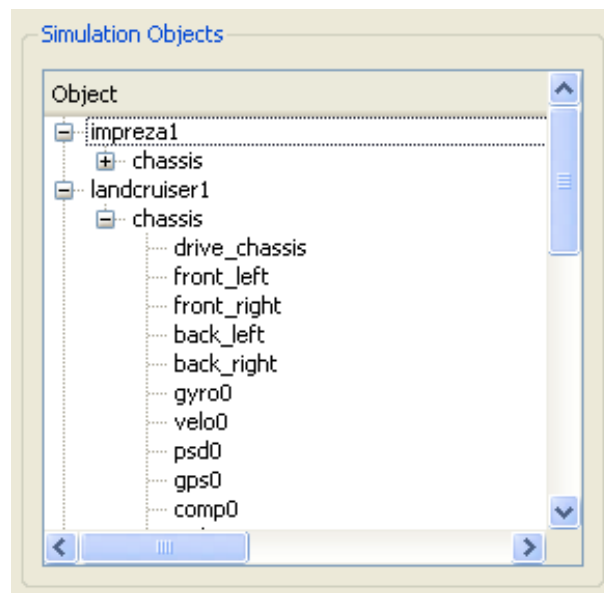 Simulation Objects
Object
impreza1
chassis
landcruiser1
chassis
drive_chassis
front_left
front_right
back_left
back_right
gyro0
velo0
psd0
gps0
comp0